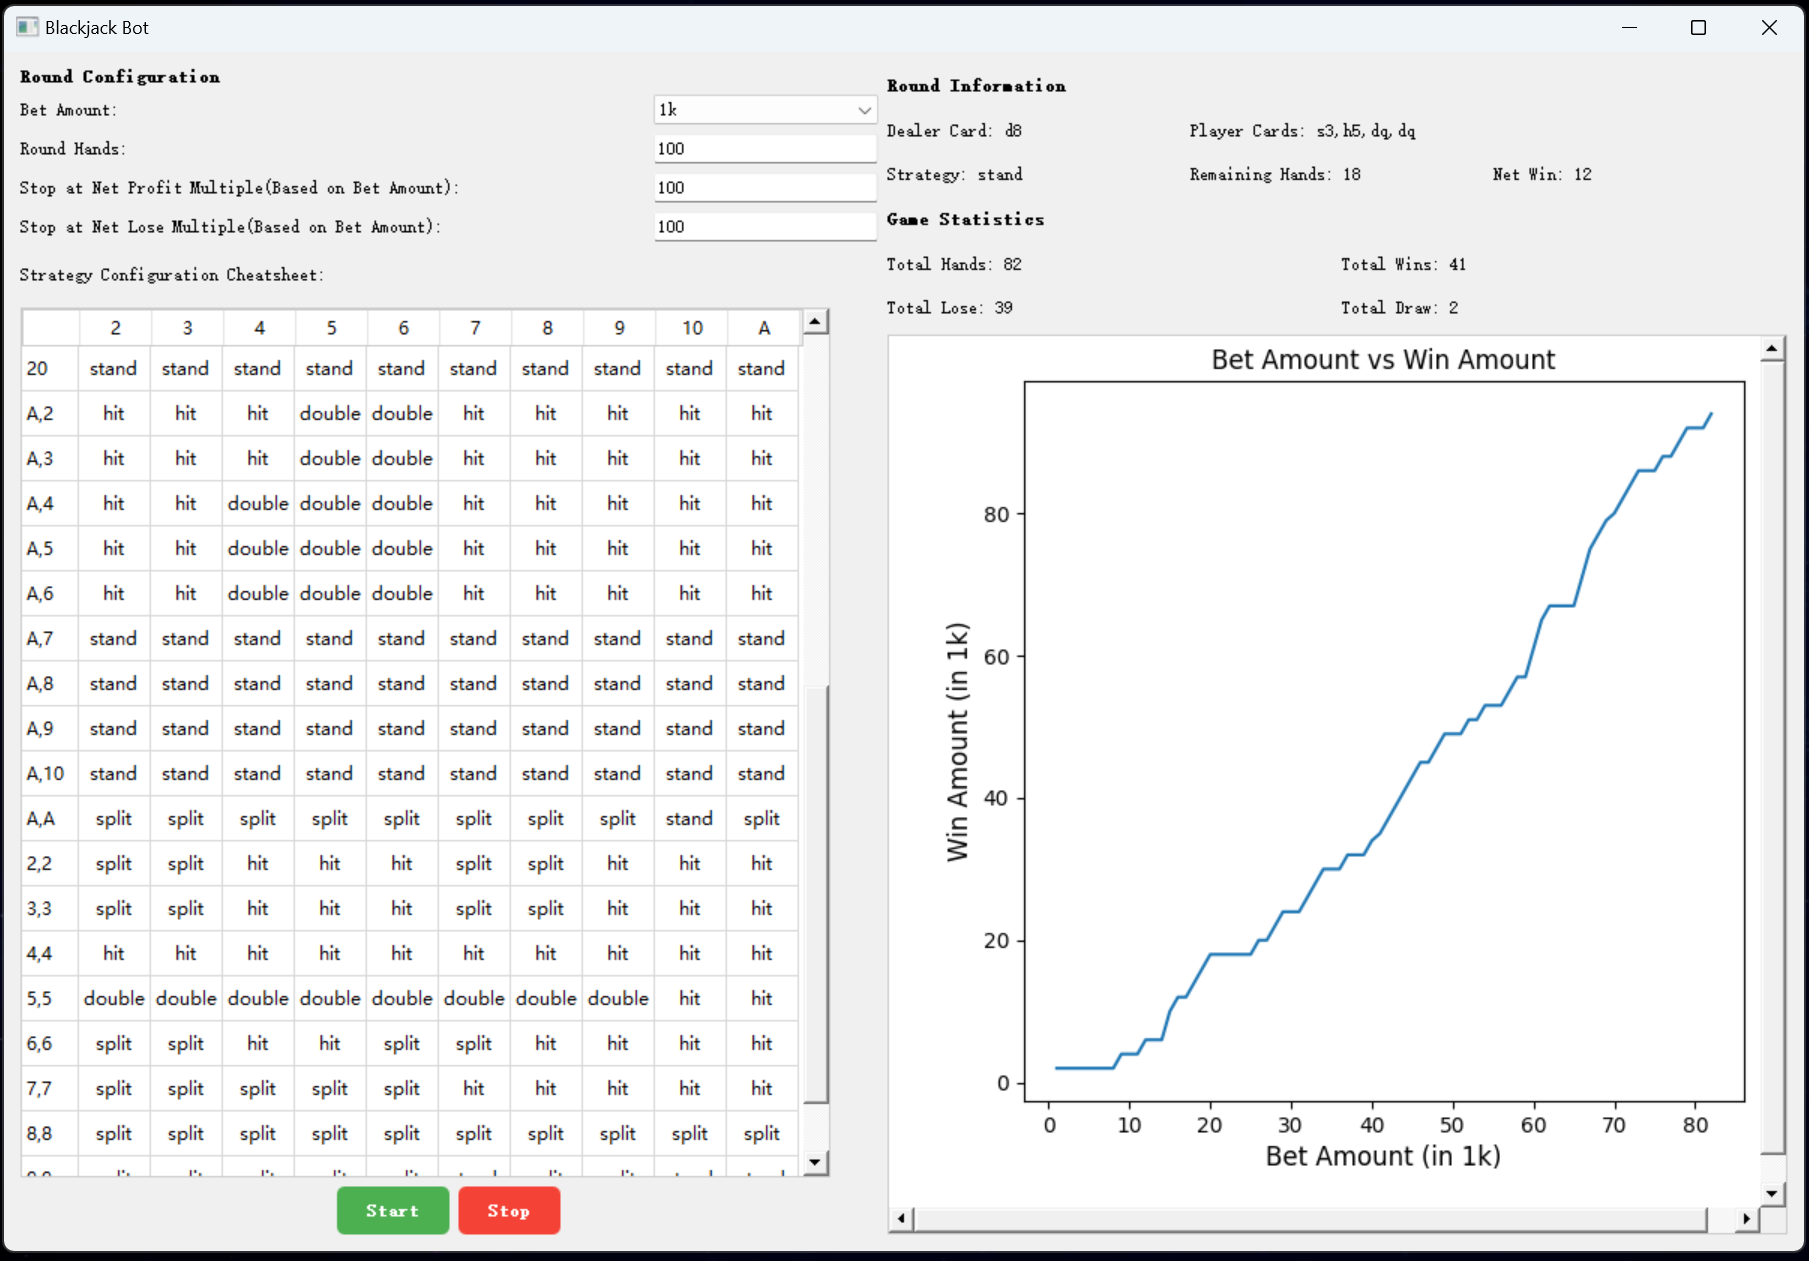 Blackjack Bot
Round Configuration
Bet Amount: 1k
Round Hands: 100
Stop at Net Profit Multiple(Based on Bet Amount): 100
Stop at Net Lose Multiple(Based on Bet Amount): 100
Strategy Configuration Cheatsheet:
2 3 4 5 6 7 8 9 10 A
20 stand stand stand stand stand stand stand stand stand stand
A,2 hit hit hit double double hit hit hit hit hit
A,3 hit hit hit double double hit hit hit hit hit
A,4 hit hit double double double hit hit hit hit hit
A,5 hit hit double double double hit hit hit hit hit
A,6 hit hit double double double hit hit hit hit hit
A,7 stand stand stand stand stand stand stand stand stand stand
A,8 stand stand stand stand stand stand stand stand stand stand
A,9 stand stand stand stand stand stand stand stand stand stand
A,10 stand stand stand stand stand stand stand stand stand stand
A,A split split split split split split split split stand split
2,2 split split hit hit hit split split hit hit hit
3,3 split split hit hit hit split split hit hit hit
4,4 hit hit hit hit hit hit hit hit hit hit
5,5 double double double double double double double double hit hit
6,6 split split hit hit split split hit hit hit hit
7,7 split split split split split hit hit hit hit hit
8,8 split split split split split split split split split split
Start Stop
Round Information
Dealer Card: d8 Player Cards: s3,h5,dq,dq
Strategy: stand Remaining Hands: 18 Net Win: 12
Game Statistics
Total Hands: 82 Total Wins: 41
Total Lose: 39 Total Draw: 2
Bet Amount vs Win Amount
Win Amount (in 1k)
80
60
40
20
0
0 10 20 30 40 50 60 70 80
Bet Amount (in 1k)